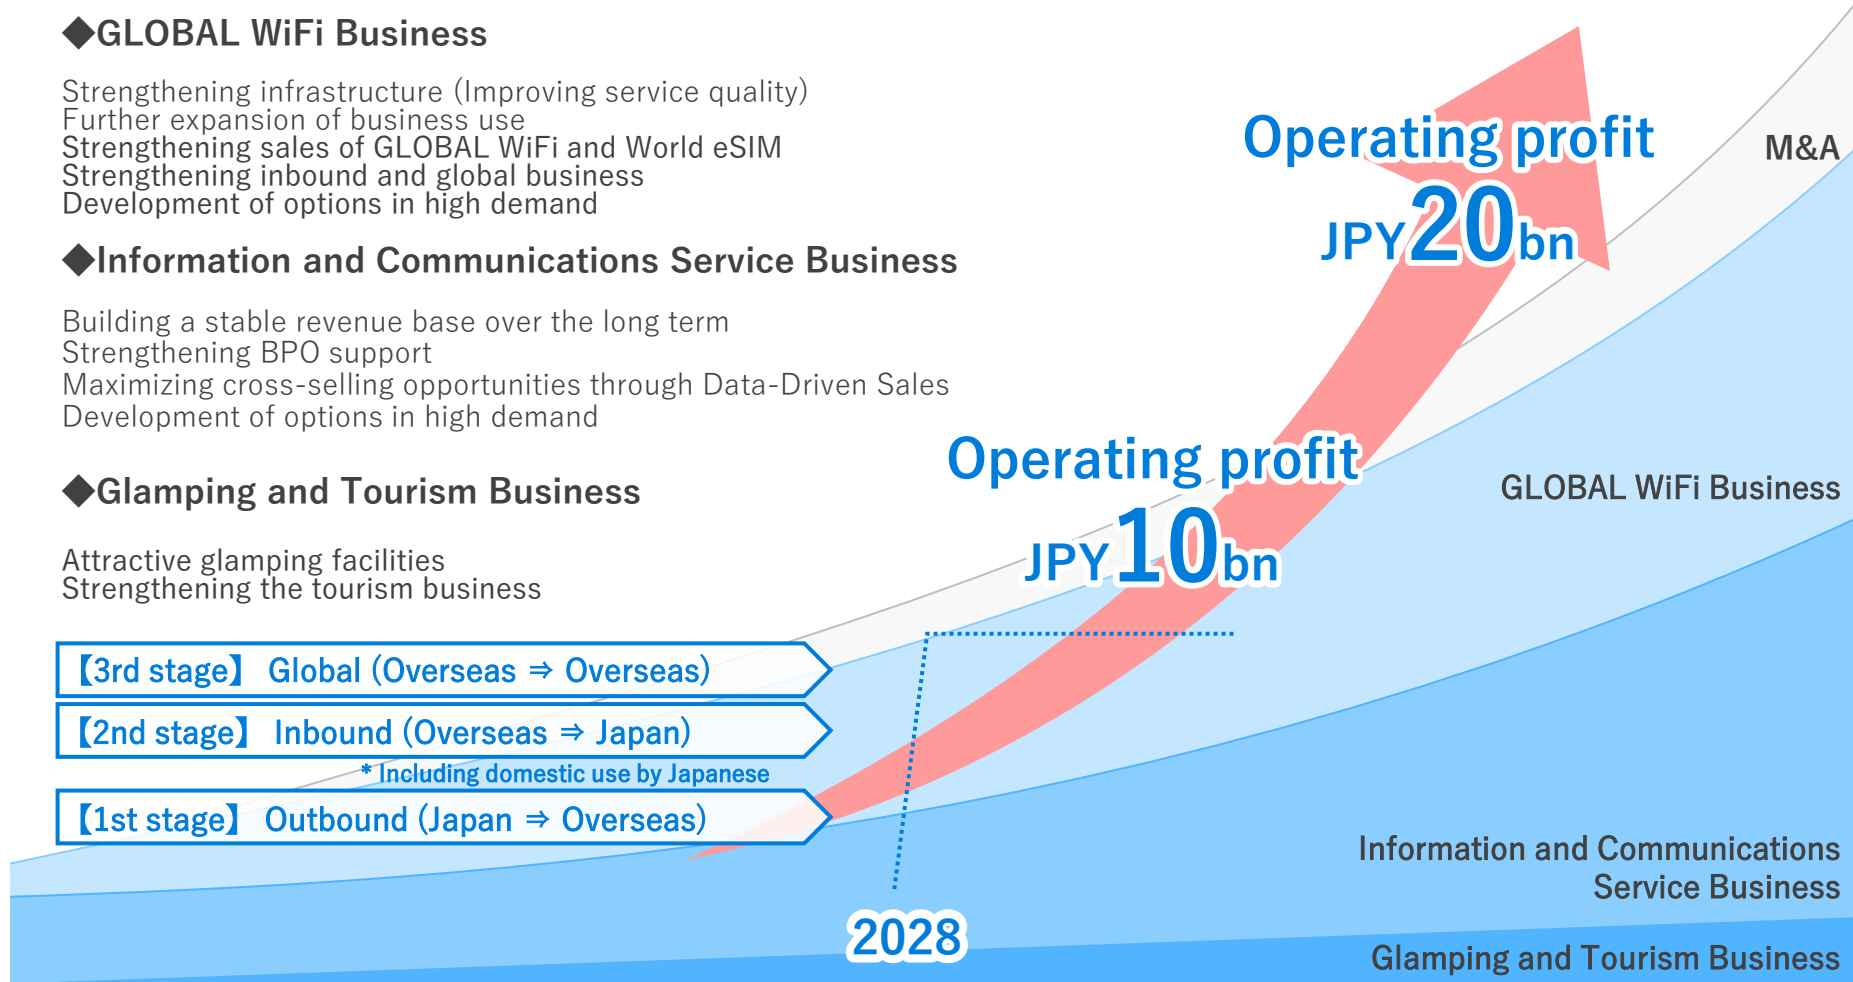 ◆GLOBAL WiFi Business
Strengthening infrastructure (Improving service quality)
Further expansion of business use
Strengthening sales of GLOBAL WiFi and World eSIM
Strengthening inbound and global business
Development of options in high demand
◆Information and Communications Service Business
Building a stable revenue base over the long term
Strengthening BPO support
Maximizing cross-selling opportunities through Data-Driven Sales
Development of options in high demand
◆Glamping and Tourism Business
Attractive glamping facilities
Strengthening the tourism business
【3rd stage】 Global (Overseas ⇒ Overseas)
【2nd stage】 Inbound (Overseas ⇒ Japan)
* Including domestic use by Japanese
【1st stage】 Outbound (Japan ⇒ Overseas)
2028
Operating profit
JPY10bn
Operating profit
JPY20bn
M&A
GLOBAL WiFi Business
Information and Communications
Service Business
Glamping and Tourism Business